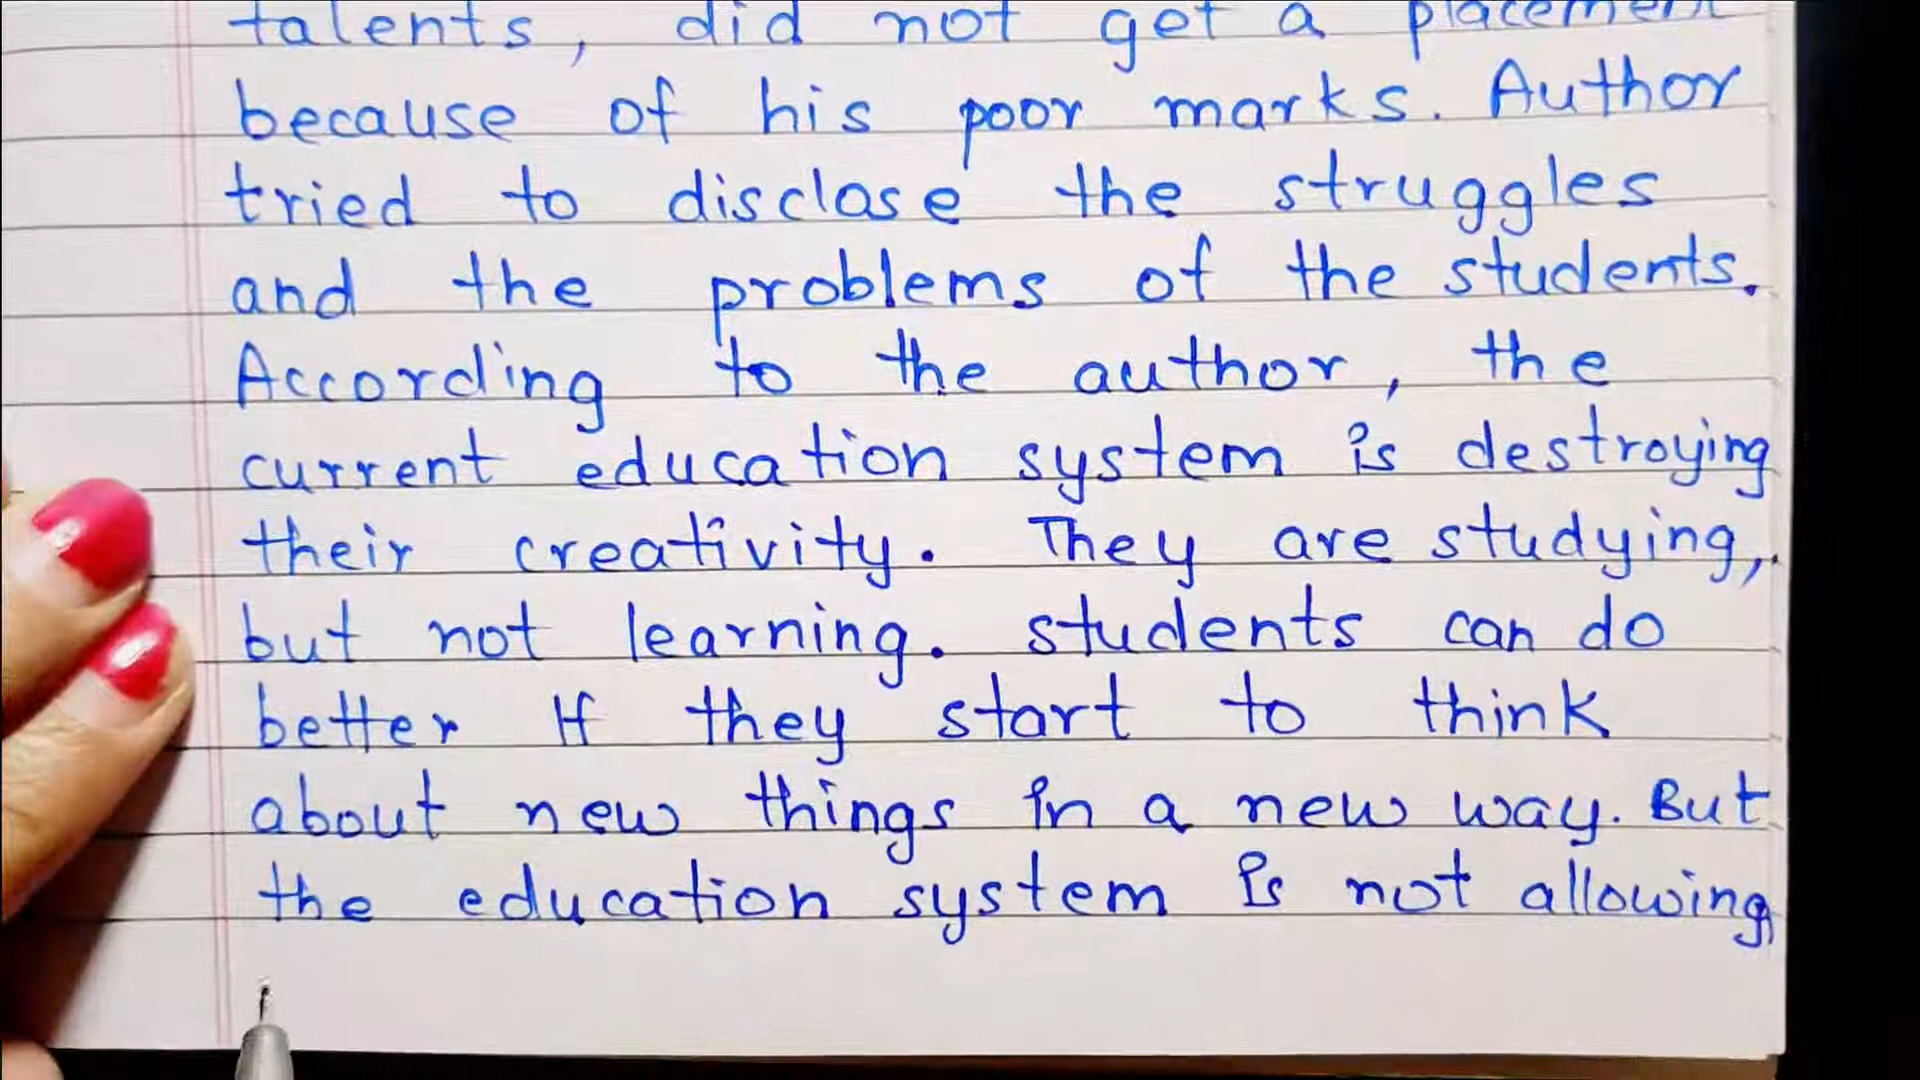 talents, did not get a placement
because of his poor marks. Author
tried to disclose the struggles
and the problems of the students.
According to the author, the
current education system is destroying
their creativity. They are studying,
but not learning. students can do
better If they start to think
about new things in a new way. But
the education system is not allowing